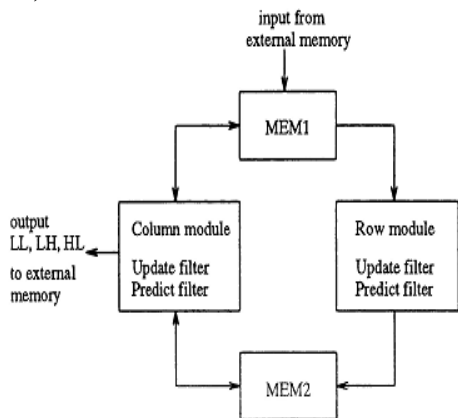 input from
external memory
MEM1
output
LL, LH, HL
to external
memory
Column module
Update filter
Predict filter
Row module
Update filter
Predict filter
MEM2